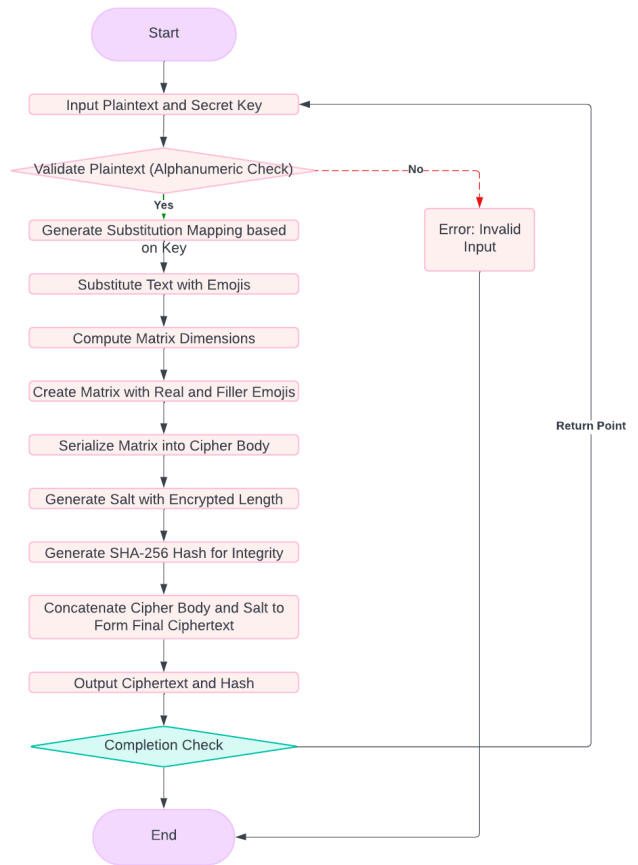 Start
Input Plaintext and Secret Key
Validate Plaintext (Alphanumeric Check)
No
Yes
Generate Substitution Mapping based
on Key
Error: Invalid
Input
Substitute Text with Emojis
Compute Matrix Dimensions
Create Matrix with Real and Filler Emojis
Return Point
Serialize Matrix into Cipher Body
Generate Salt with Encrypted Length
Generate SHA-256 Hash for Integrity
Concatenate Cipher Body and Salt to
Form Final Ciphertext
Output Ciphertext and Hash
Completion Check
End